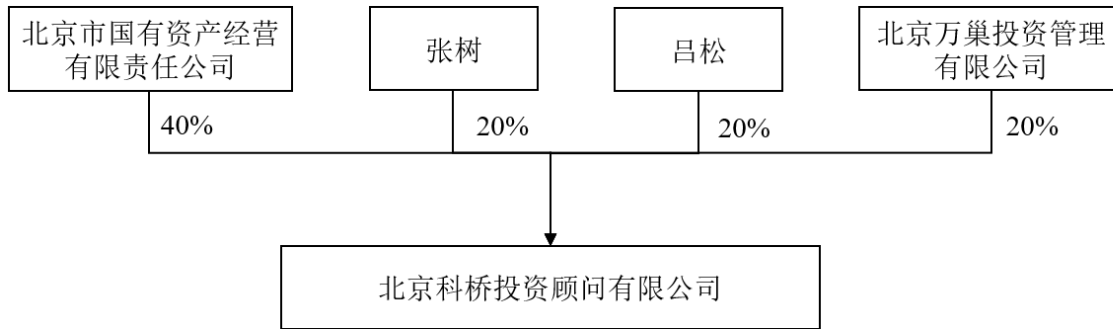 北京市国有资产经营
有限责任公司
张树
吕松
北京万巢投资管理
有限公司
40%
20%
20%
20%
北京科桥投资顾问有限公司